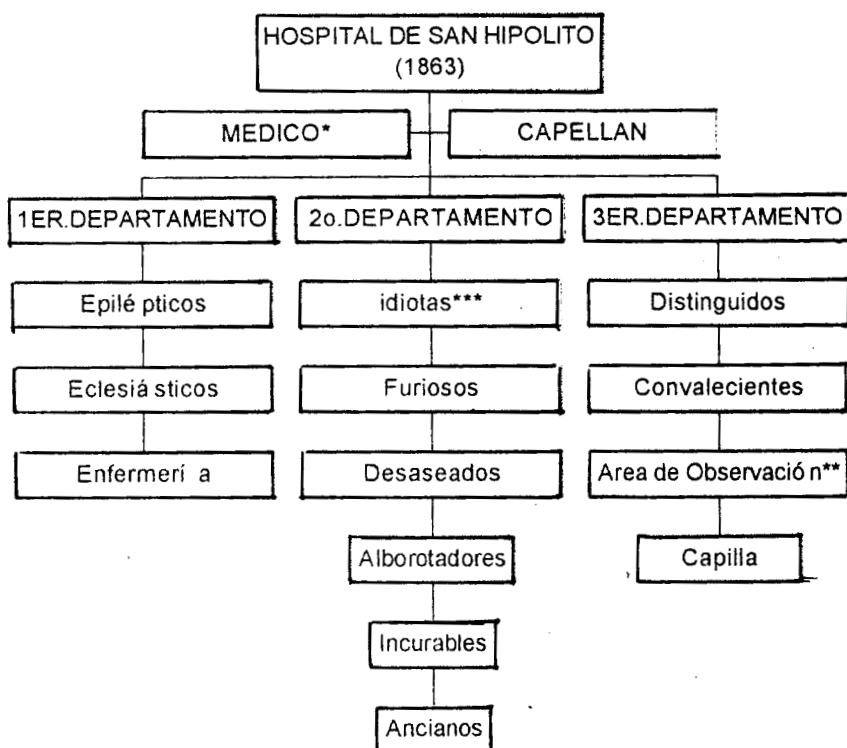 HOSPITAL DE SAN HIPOLITO
(1863)
MEDICO*
CAPELLAN
1ER.DEPARTAMENTO
2o.DEPARTAMENTO
3ER.DEPARTAMENTO
Epilé pticos
idiotas***
Distinguidos
Eclesiá sticos
Furiosos
Convalecientes
Enfermerí a
Desaseados
Area de Observació n**
Alborotadores
Capilla
Incurables
Ancianos